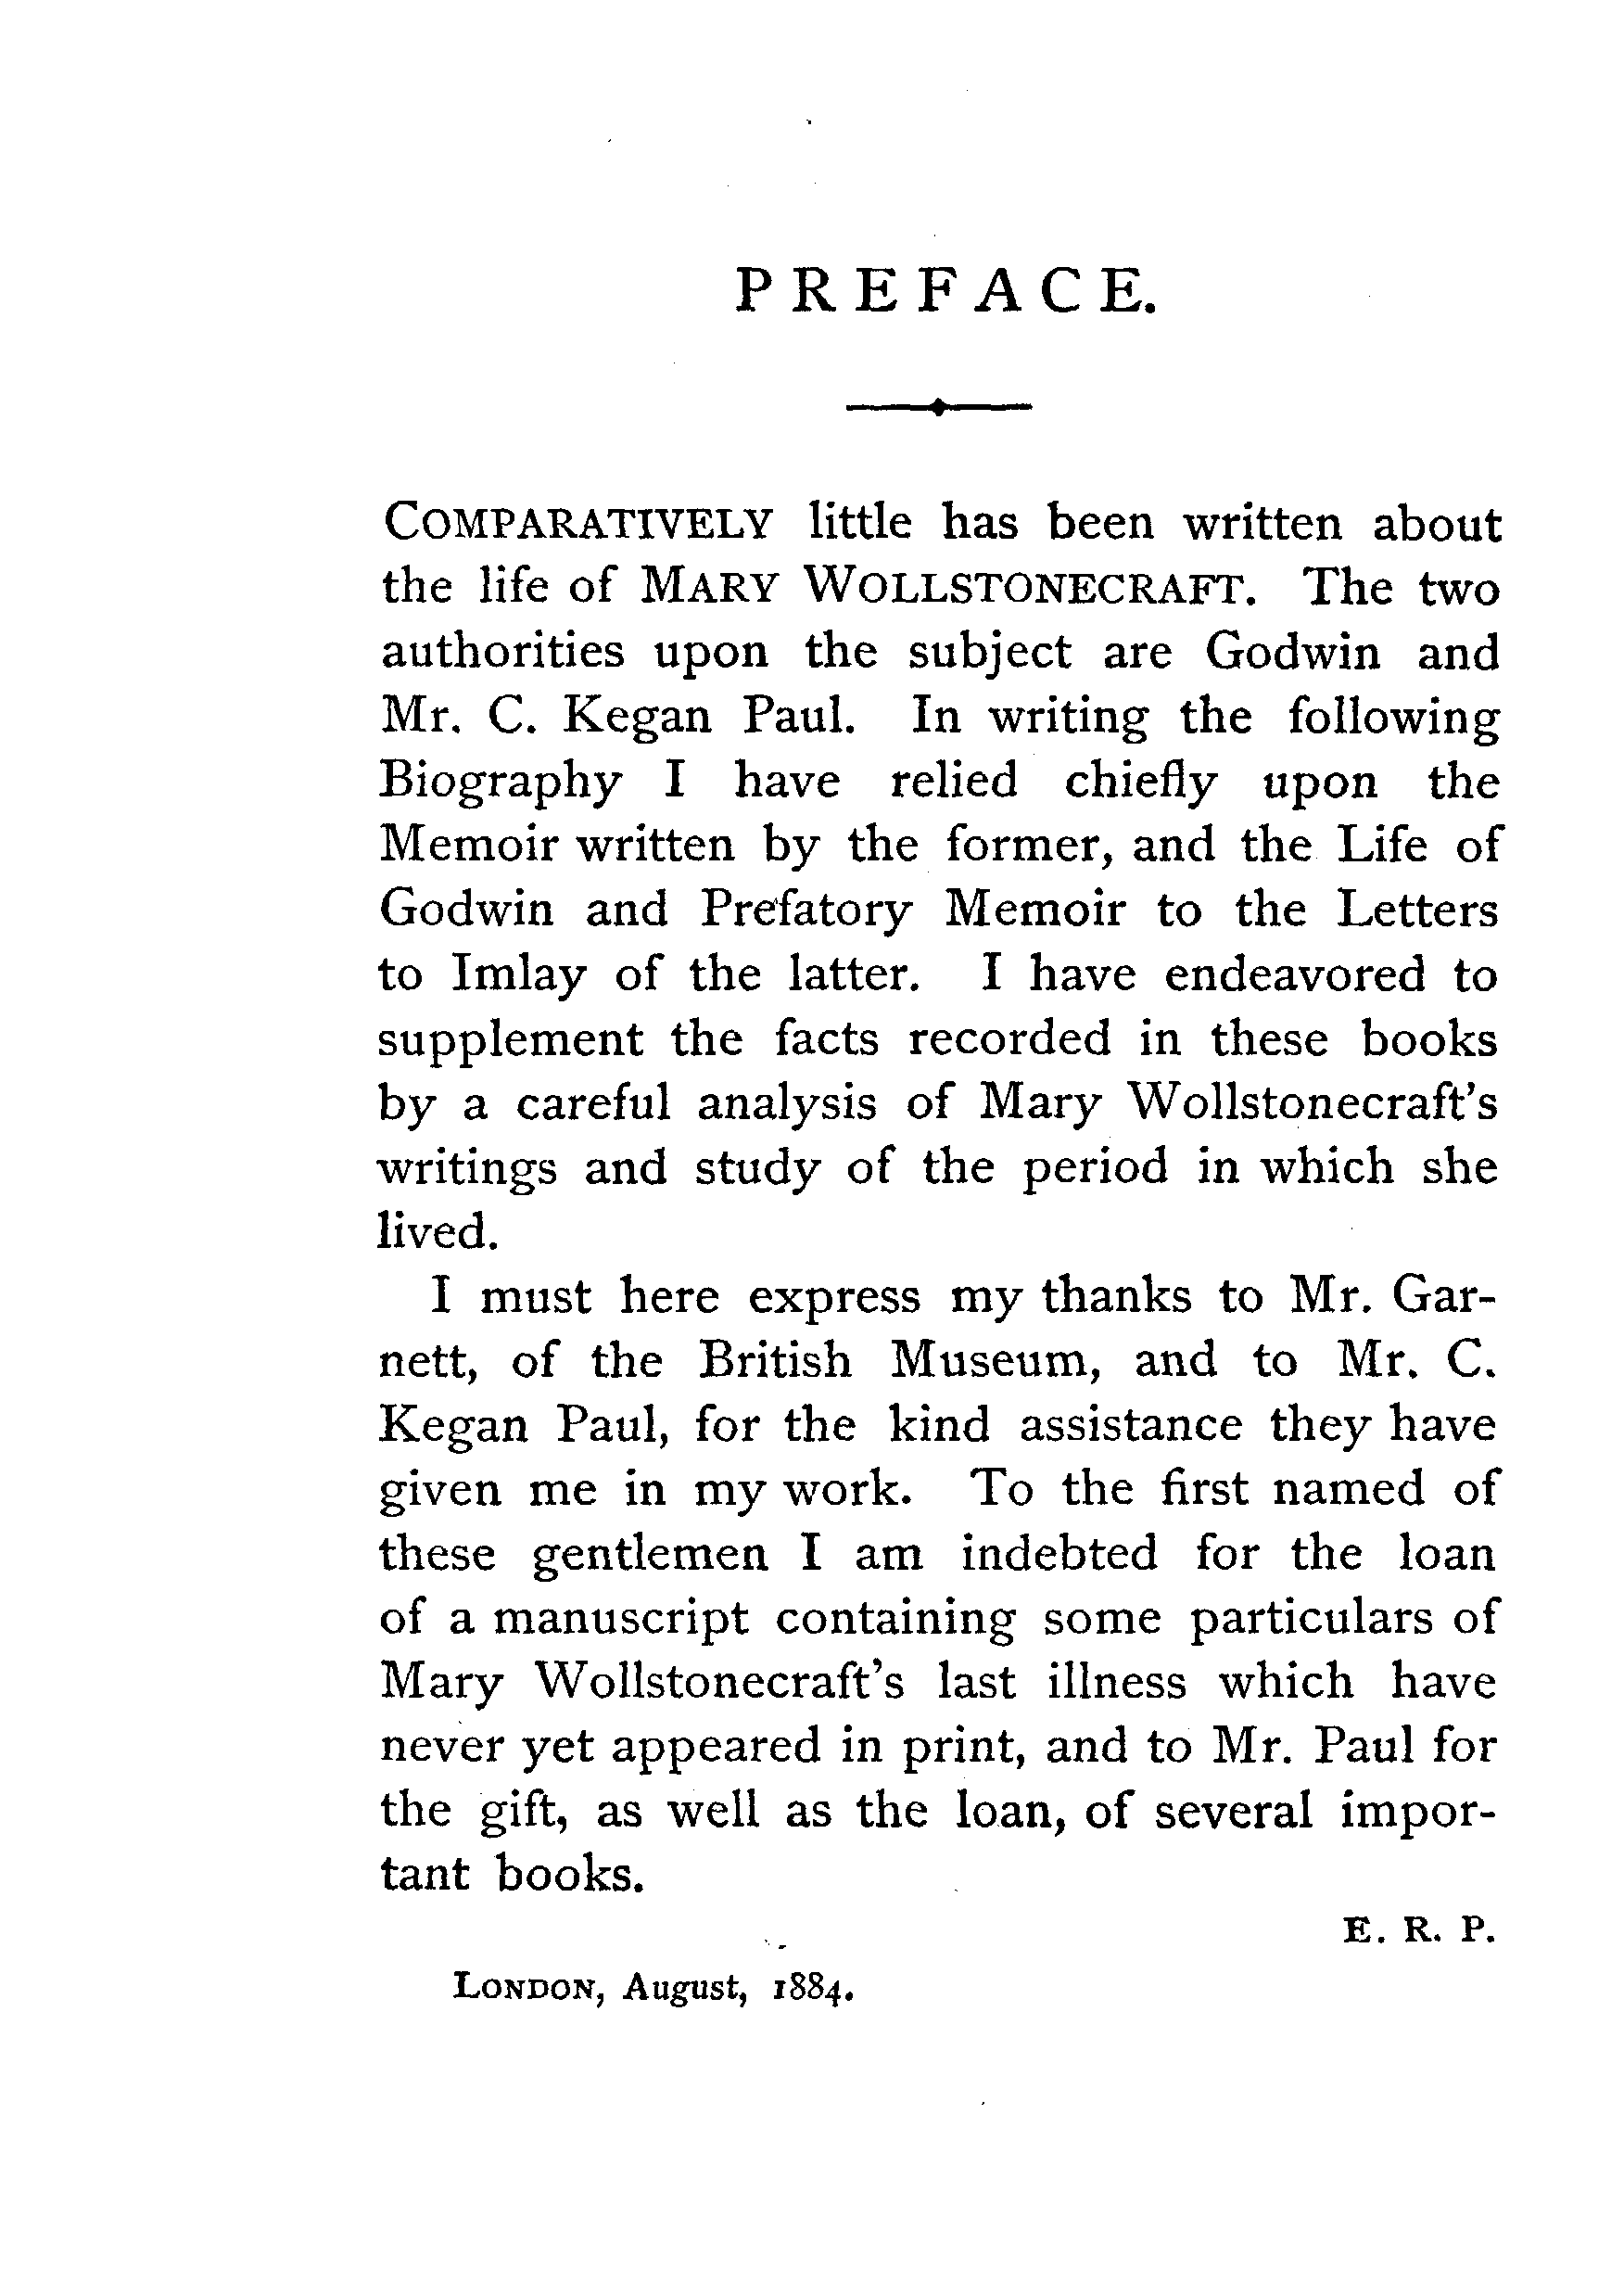 PREFACE.
COMPARATIVELY little has been written about
the life of MARY WOLLSTONECRAFT. The two
authorities upon the subject are Godwin and
Mr. C. Kegan Paul. In writing the following
Biography I have relied chiefly upon the
Memoir written by the former, and the Life of
Godwin and Prefatory Memoir to the Letters
to Imlay of the latter. I have endeavored to
supplement the facts recorded in these books
by a careful analysis of Mary Wollstonecraft's
writings and study of the period in which she
lived.
I must here express my thanks to Mr. Gar-
nett, of the British Museum, and to Mr. C.
Kegan Paul, for the kind assistance they have
given me in my work. To the first named of
these gentlemen I am indebted for the loan
of a manuscript containing some particulars of
Mary Wollstonecraft's last illness which have
never yet appeared in print, and to Mr. Paul for
the gift, as well as the loan, of several impor-
tant books.
E. R. P.
LONDON, August, 1884.